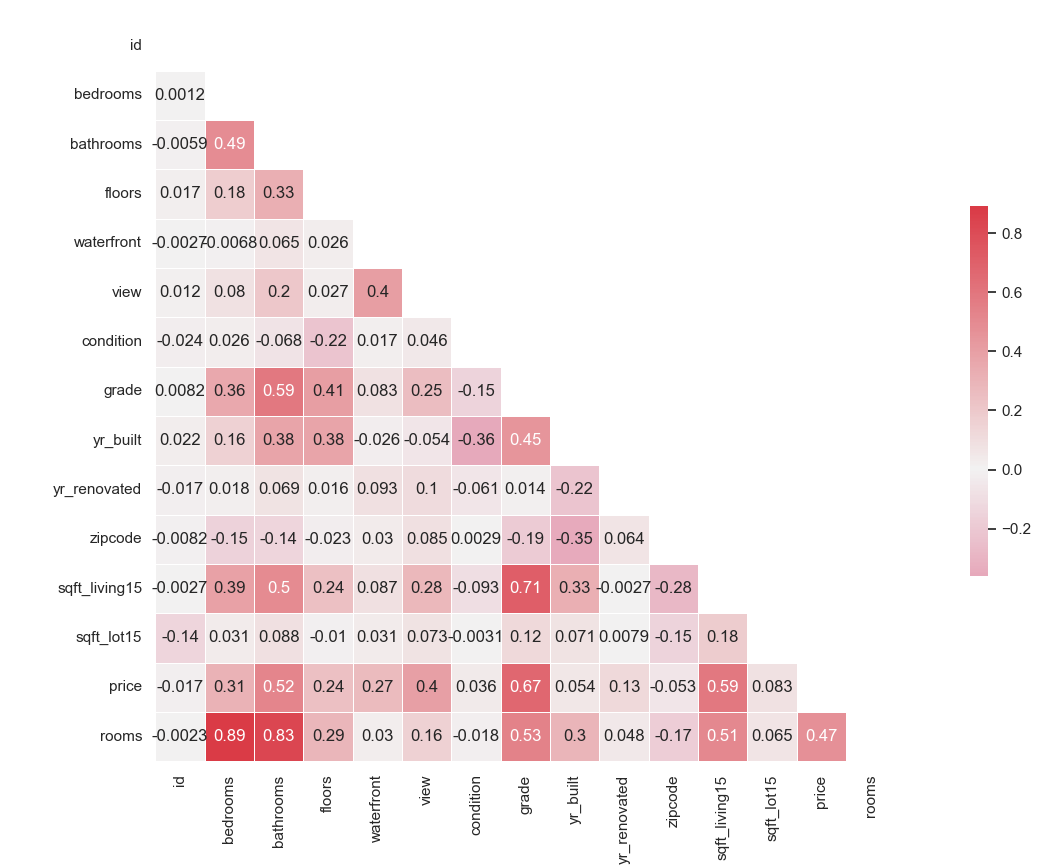 id
bedrooms 0.0012
bathrooms -0.0059 0.49
floors 0.017 0.18 0.33
waterfront -0.0027 -0.0068 0.065 0.026
view 0.012 0.08 0.2 0.027 0.4
condition -0.024 0.026 -0.068 -0.22 0.017 0.046
grade 0.0082 0.36 0.59 0.41 0.083 0.25 -0.15
yr_built 0.022 0.16 0.38 0.38 -0.026 -0.054 -0.36 0.45
yr_renovated -0.017 0.018 0.069 0.016 0.093 0.1 -0.061 0.014 -0.22
zipcode -0.0082 -0.15 -0.14 -0.023 0.03 0.085 0.0029 -0.19 -0.35 0.064
sqft_living15 -0.0027 0.39 0.5 0.24 0.087 0.28 -0.093 0.71 0.33 -0.0027 -0.28
sqft_lot15 -0.14 0.031 0.088 -0.01 0.031 0.073 -0.0031 0.12 0.071 0.0079 -0.15 0.18
price -0.017 0.31 0.52 0.24 0.27 0.4 0.036 0.67 0.054 0.13 -0.053 0.59 0.083
rooms -0.0023 0.89 0.83 0.29 0.03 0.16 -0.018 0.53 0.3 0.048 -0.17 0.51 0.065 0.47
id bedrooms bathrooms floors waterfront view condition grade yr_built yr_renovated zipcode sqft_living15 sqft_lot15 price rooms
0.8
0.6
0.4
0.2
0.0
−0.2